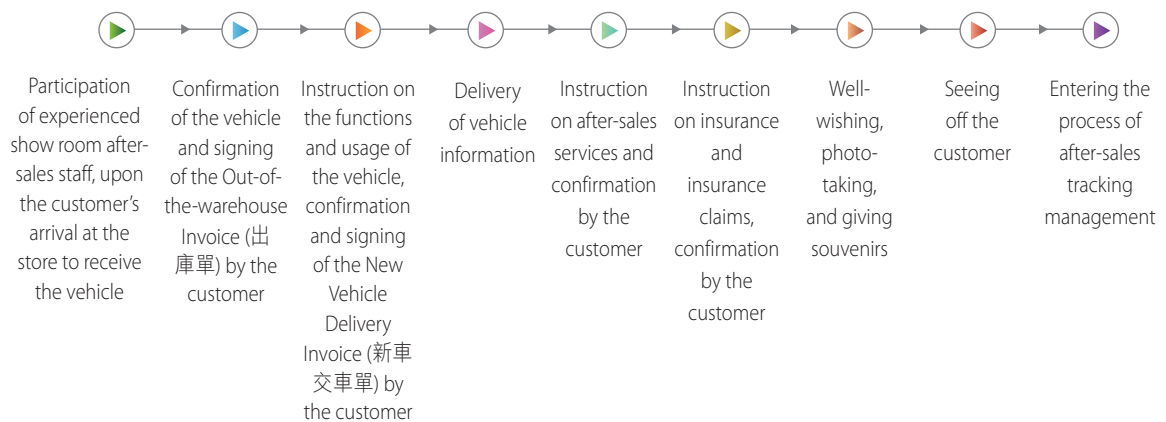 Participation
of experienced
show room after-
sales staff, upon
the customer’s
arrival at the
store to receive
the vehicle
Confirmation
of the vehicle
and signing
of the Out-of-
the-warehouse
Invoice (出
庫單) by the
customer
Instruction on
the functions
and usage of
the vehicle,
confirmation
and signing
of the New
Vehicle
Delivery
Invoice (新車
交車單) by
the customer
Delivery
of vehicle
information
Instruction
on after-sales
services and
confirmation
by the
customer
Instruction
on insurance
and
insurance
claims,
confirmation
by the
customer
Well-
wishing,
photo-
taking,
and giving
souvenirs
Seeing
off the
customer
Entering the
process of
after-sales
tracking
management